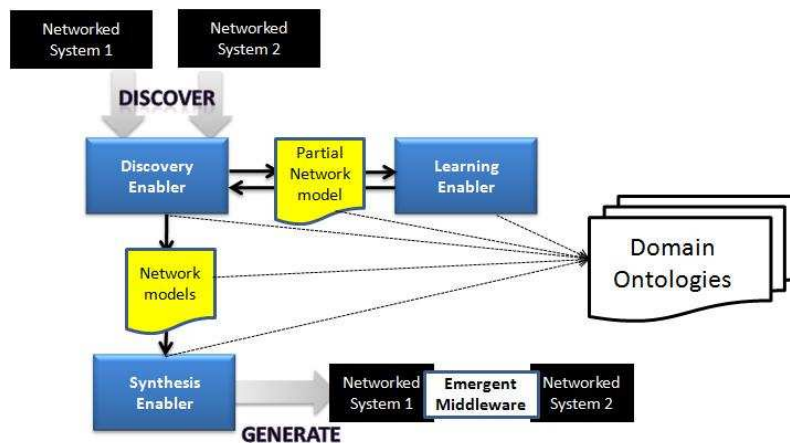 Networked
System 1
Networked
System 2
DISCOVER
Discovery
Enabler
Partial
Network
model
Learning
Enabler
Domain
Ontologies
Network
models
Synthesis
Enabler
GENERATE
Networked
System 1
Emergent
Middleware
Networked
System 2